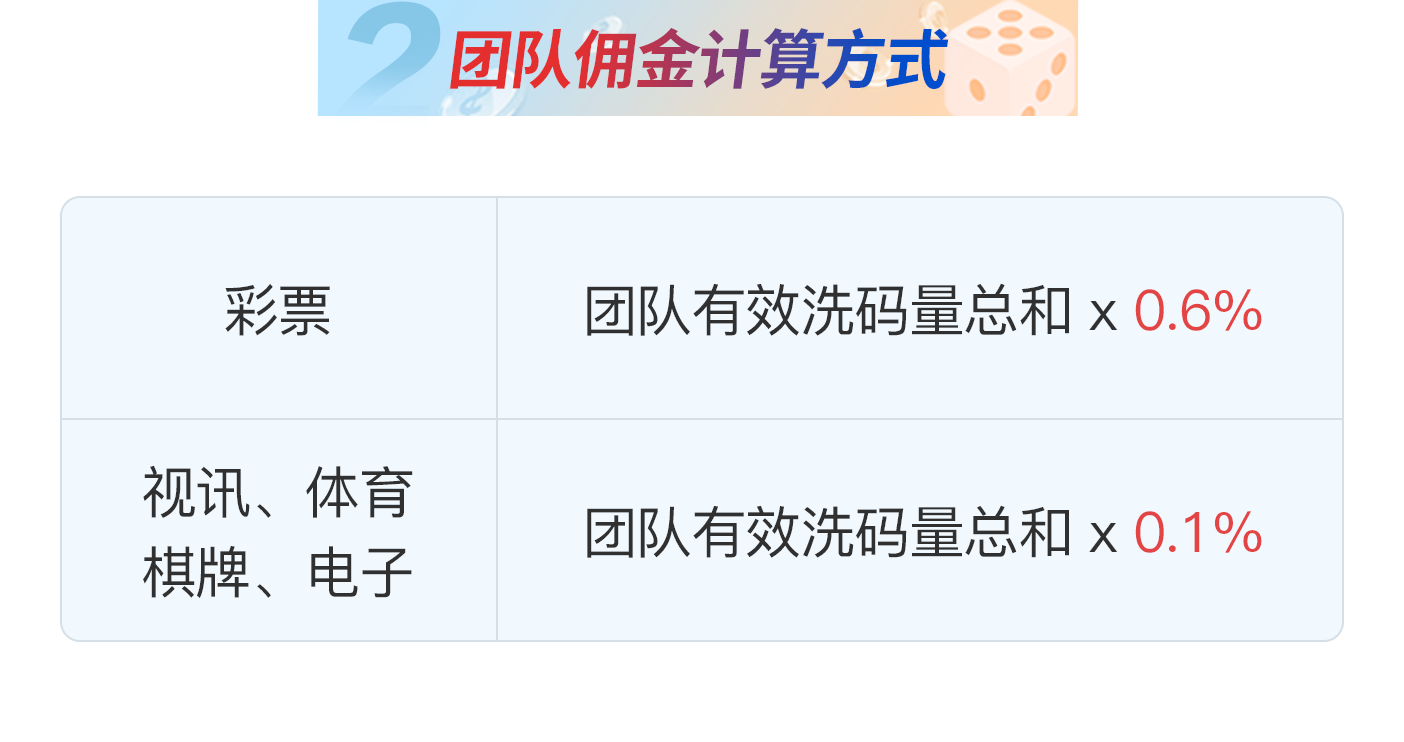 2 团队佣金计算方式
彩票
团队有效洗码量总和 x 0.6%
视讯、体育
棋牌、电子
团队有效洗码量总和 x 0.1%